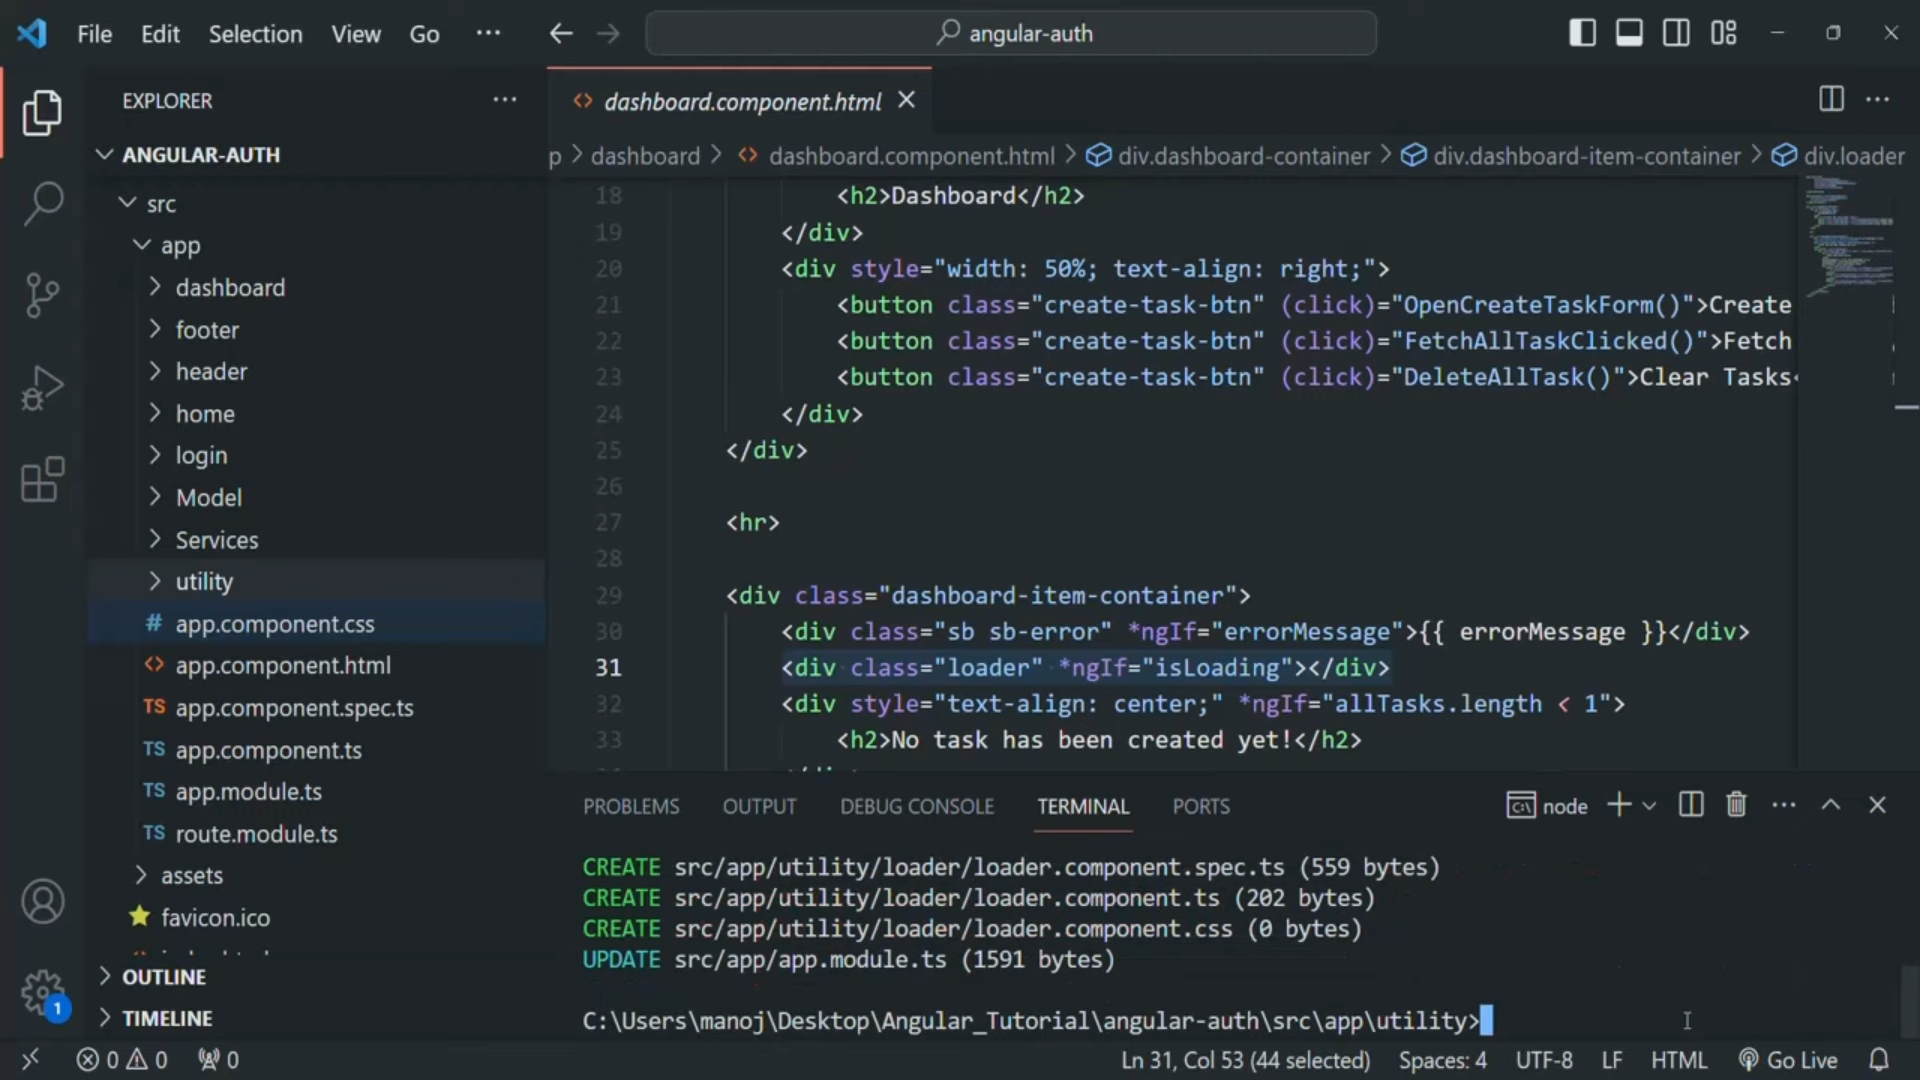 File Edit Selection View Go ···
angular-auth
EXPLORER ···
ANGULAR-AUTH
src
app
dashboard
footer
header
home
login
Model
Services
utility
# app.component.css
<> app.component.html
TS app.component.spec.ts
TS app.component.ts
TS app.module.ts
TS route.module.ts
assets
favicon.ico
OUTLINE
TIMELINE
1
<> dashboard.component.html
p > dashboard > <> dashboard.component.html > div.dashboard-container > div.dashboard-item-container > div.loader
18 <h2>Dashboard</h2>
19 </div>
20 <div style="width: 50%; text-align: right;">
21 <button class="create-task-btn" (click)="OpenCreateTaskForm()">Create
22 <button class="create-task-btn" (click)="FetchAllTaskClicked()">Fetch
23 <button class="create-task-btn" (click)="DeleteAllTask()">Clear Tasks<
24 </div>
25 </div>
26
27 <hr>
28
29 <div class="dashboard-item-container">
30 <div class="sb sb-error" *ngIf="errorMessage">{{ errorMessage }}</div>
31 <div class="loader" *ngIf="isLoading"></div>
32 <div style="text-align: center;" *ngIf="allTasks.length < 1">
33 <h2>No task has been created yet!</h2>
PROBLEMS OUTPUT DEBUG CONSOLE TERMINAL PORTS
node
CREATE src/app/utility/loader/loader.component.spec.ts (559 bytes)
CREATE src/app/utility/loader/loader.component.ts (202 bytes)
CREATE src/app/utility/loader/loader.component.css (0 bytes)
UPDATE src/app/app.module.ts (1591 bytes)
C:\Users\manoj\Desktop\Angular_Tutorial\angular-auth\src\app\utility>
0 0 0
Ln 31, Col 53 (44 selected) Spaces: 4 UTF-8 LF HTML Go Live